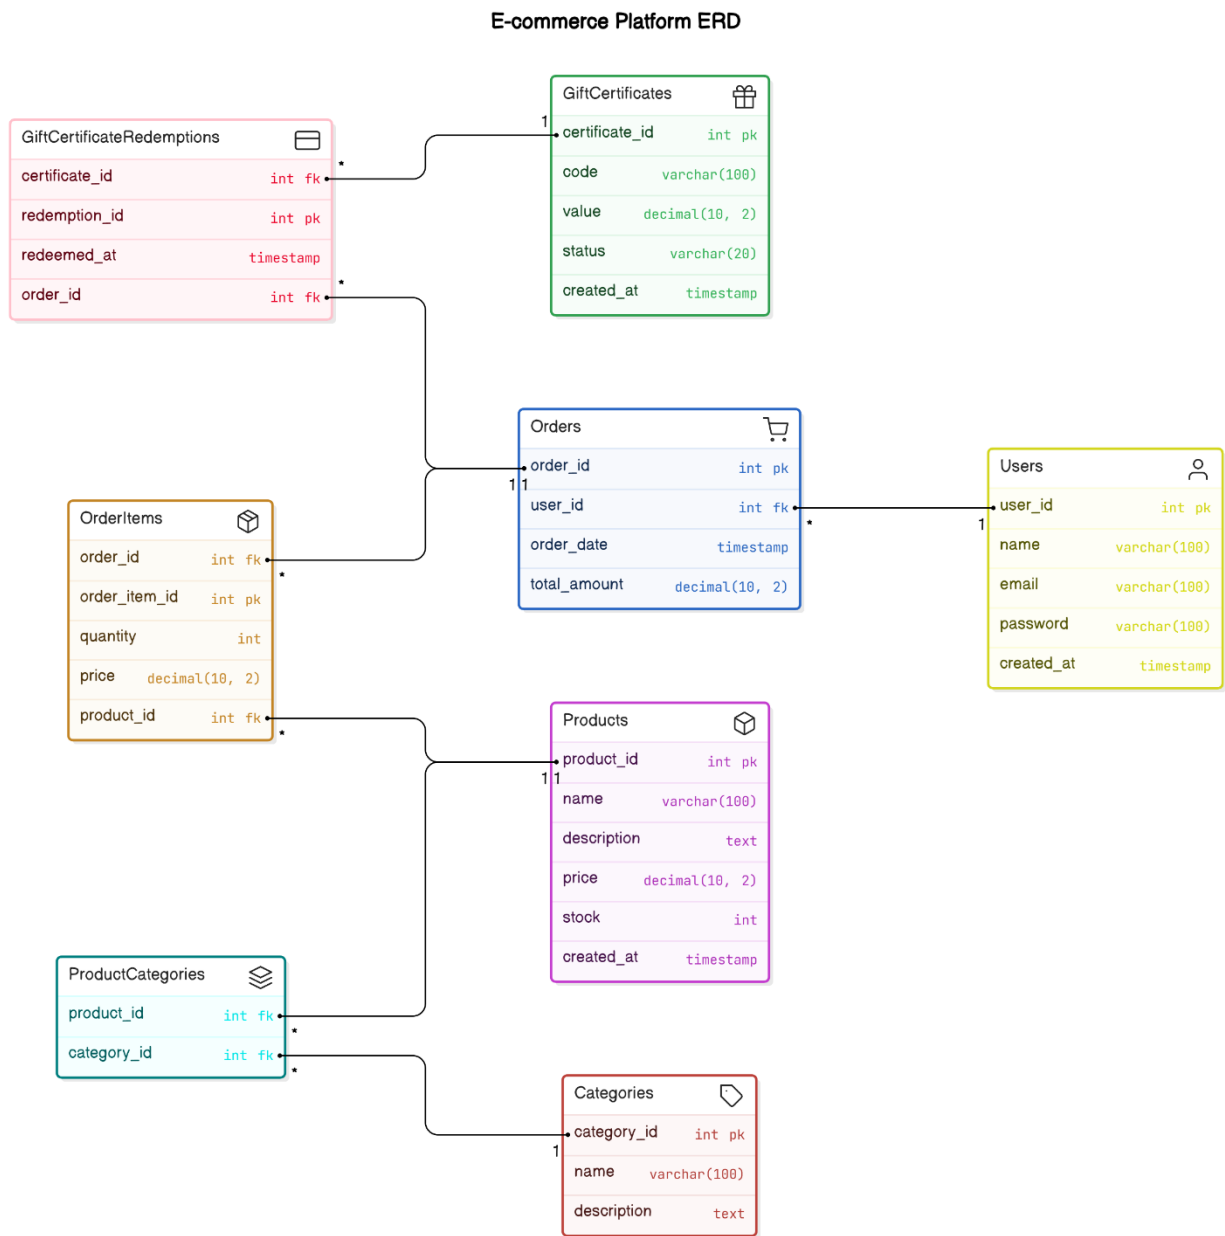 E-commerce Platform ERD
GiftCertificates
1
certificate_id int pk
code varchar(100)
value decimal(10, 2)
status varchar(20)
created_at timestamp
GiftCertificateRedemptions
*
certificate_id int fk
redemption_id int pk
redeemed_at timestamp
*
order_id int fk
Orders
order_id int pk
1 1
user_id int fk
*
order_date timestamp
total_amount decimal(10, 2)
Users
user_id int pk
1
name varchar(100)
email varchar(100)
password varchar(100)
created_at timestamp
OrderItems
order_id int fk
*
order_item_id int pk
quantity int
price decimal(10, 2)
product_id int fk
*
Products
product_id int pk
1 1
name varchar(100)
description text
price decimal(10, 2)
stock int
created_at timestamp
ProductCategories
product_id int fk
*
category_id int fk
*
Categories
category_id int pk
1
name varchar(100)
description text